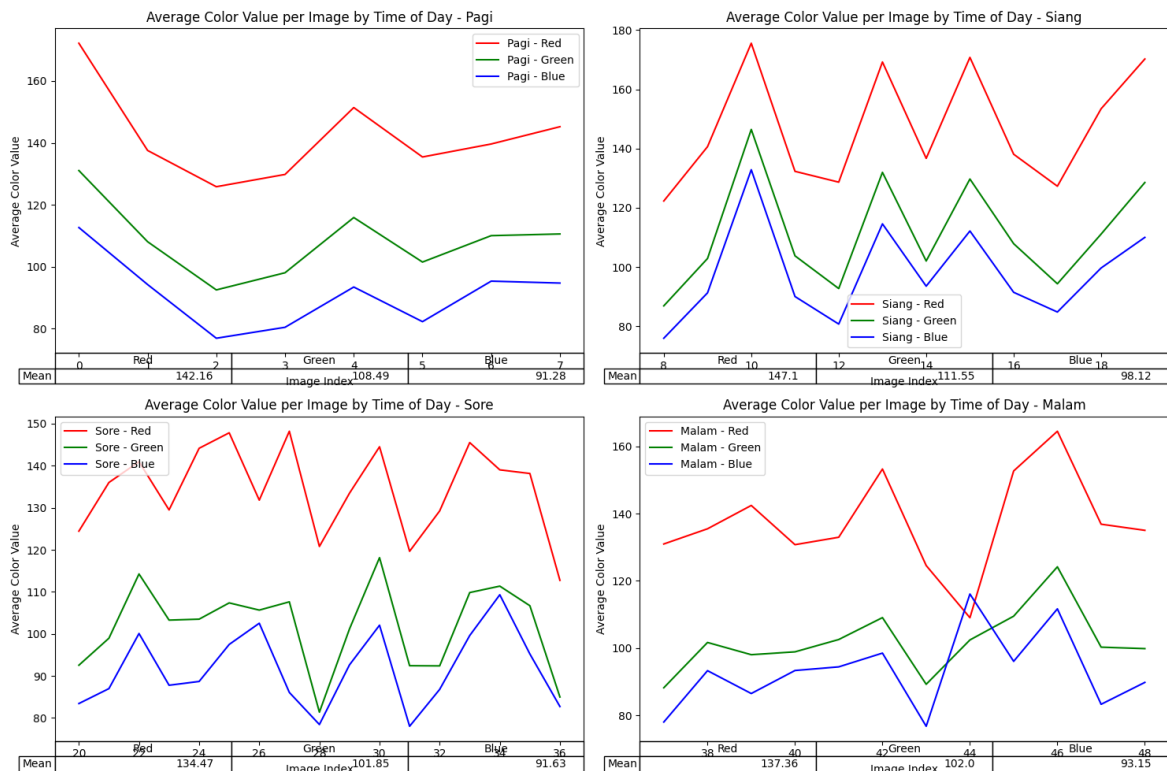 Average Color Value per Image by Time of Day - Pagi
Average Color Value
160
140
120
100
80
Pagi - Red
Pagi - Green
Pagi - Blue
0 1 2 3 4 5 6 7
Red Green Blue
Mean 142.16 108.49 91.28
Image Index
Average Color Value per Image by Time of Day - Siang
Average Color Value
180
160
140
120
100
80
Siang - Red
Siang - Green
Siang - Blue
8 10 12 14 16 18
Red Green Blue
Mean 147.1 111.55 98.12
Image Index
Average Color Value per Image by Time of Day - Sore
Average Color Value
150
140
130
120
110
100
90
80
Sore - Red
Sore - Green
Sore - Blue
20 22 24 26 28 30 32 34 36
Red Green Blue
Mean 134.47 101.85 91.63
Image Index
Average Color Value per Image by Time of Day - Malam
Average Color Value
160
140
120
100
80
Malam - Red
Malam - Green
Malam - Blue
38 40 42 44 46 48
Red Green Blue
Mean 137.36 102.0 93.15
Image Index